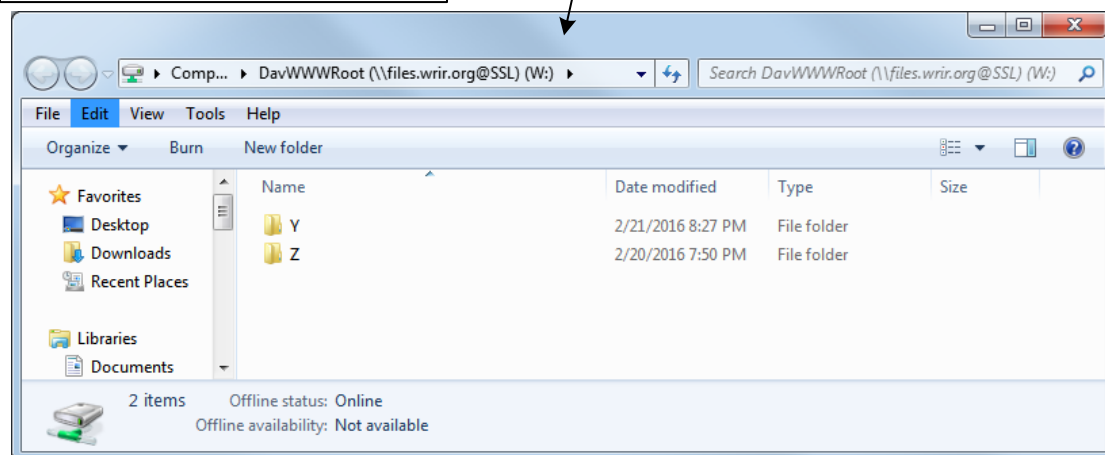 Comp... DavWWWRoot (\\files.wrir.org@SSL) (W:) Search DavWWWRoot (\\files.wrir.org@SSL) (W:)
File Edit View Tools Help
Organize Burn New folder
Name Date modified Type Size
Favorites
Desktop
Downloads
Recent Places
Libraries
Documents
Y 2/21/2016 8:27 PM File folder
Z 2/20/2016 7:50 PM File folder
2 items Offline status: Online
Offline availability: Not available